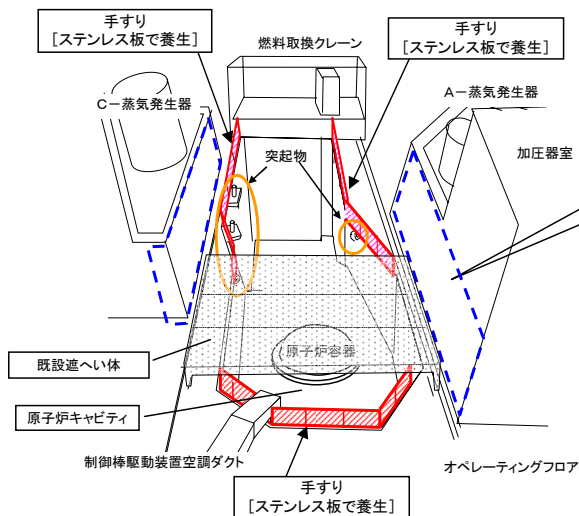 手すり
[ステンレス板で養生]
燃料取換クレーン
手すり
[ステンレス板で養生]
C－蒸気発生器
A－蒸気発生器
加圧器室
突起物
原子炉容器
既設遮へい体
原子炉キャビティ
制御棒駆動装置空調ダクト
オペレーティングフロア
手すり
[ステンレス板で養生]